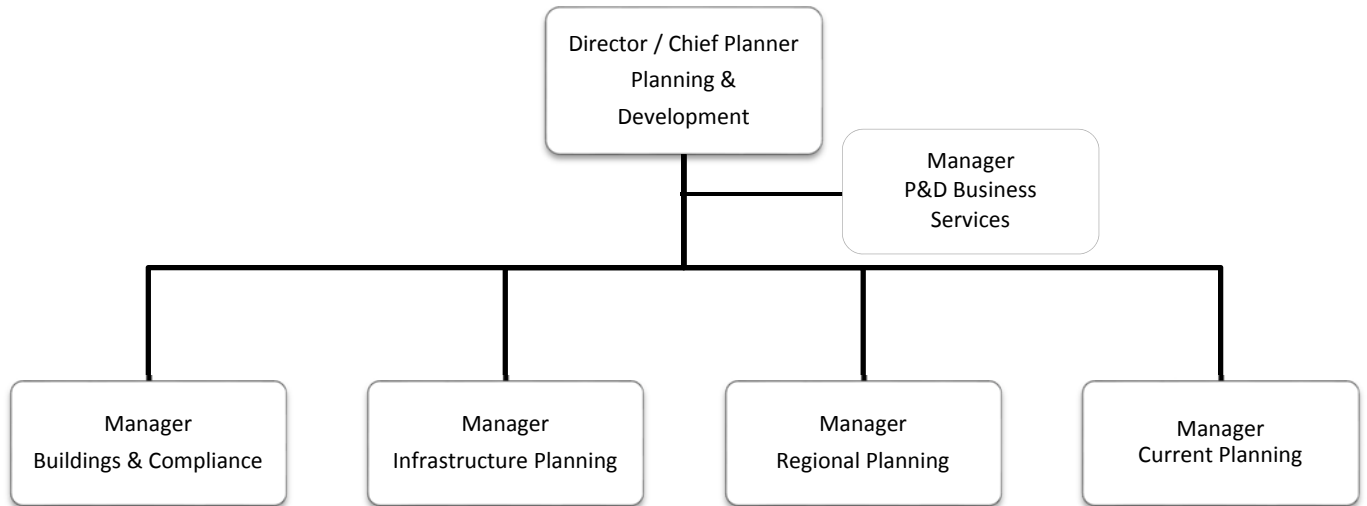 Director / Chief Planner
Planning &
Development
Manager
P&D Business
Services
Manager
Buildings & Compliance
Manager
Infrastructure Planning
Manager
Regional Planning
Manager
Current Planning